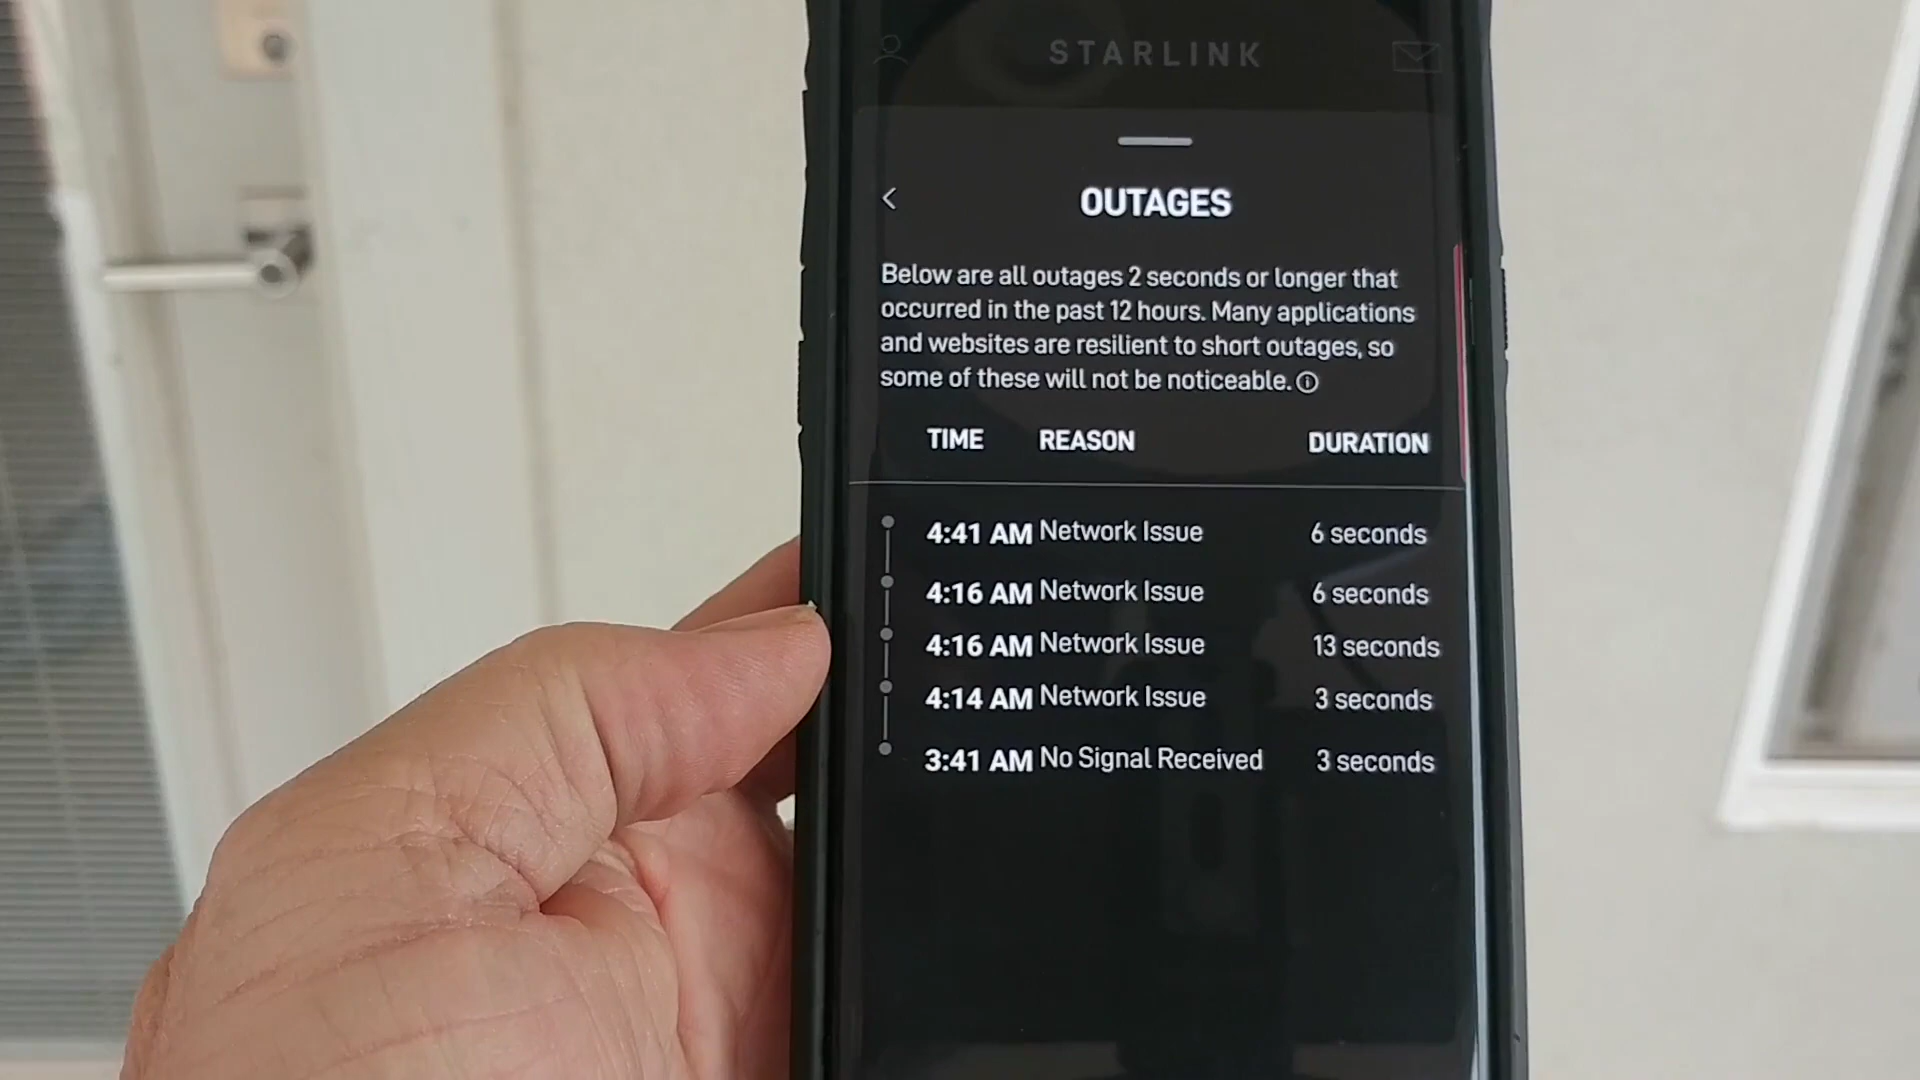 STARLINK
OUTAGES
Below are all outages 2 seconds or longer that
occurred in the past 12 hours. Many applications
and websites are resilient to short outages, so
some of these will not be noticeable.
TIME REASON DURATION
4:41 AM Network Issue 6 seconds
4:16 AM Network Issue 6 seconds
4:16 AM Network Issue 13 seconds
4:14 AM Network Issue 3 seconds
3:41 AM No Signal Received 3 seconds